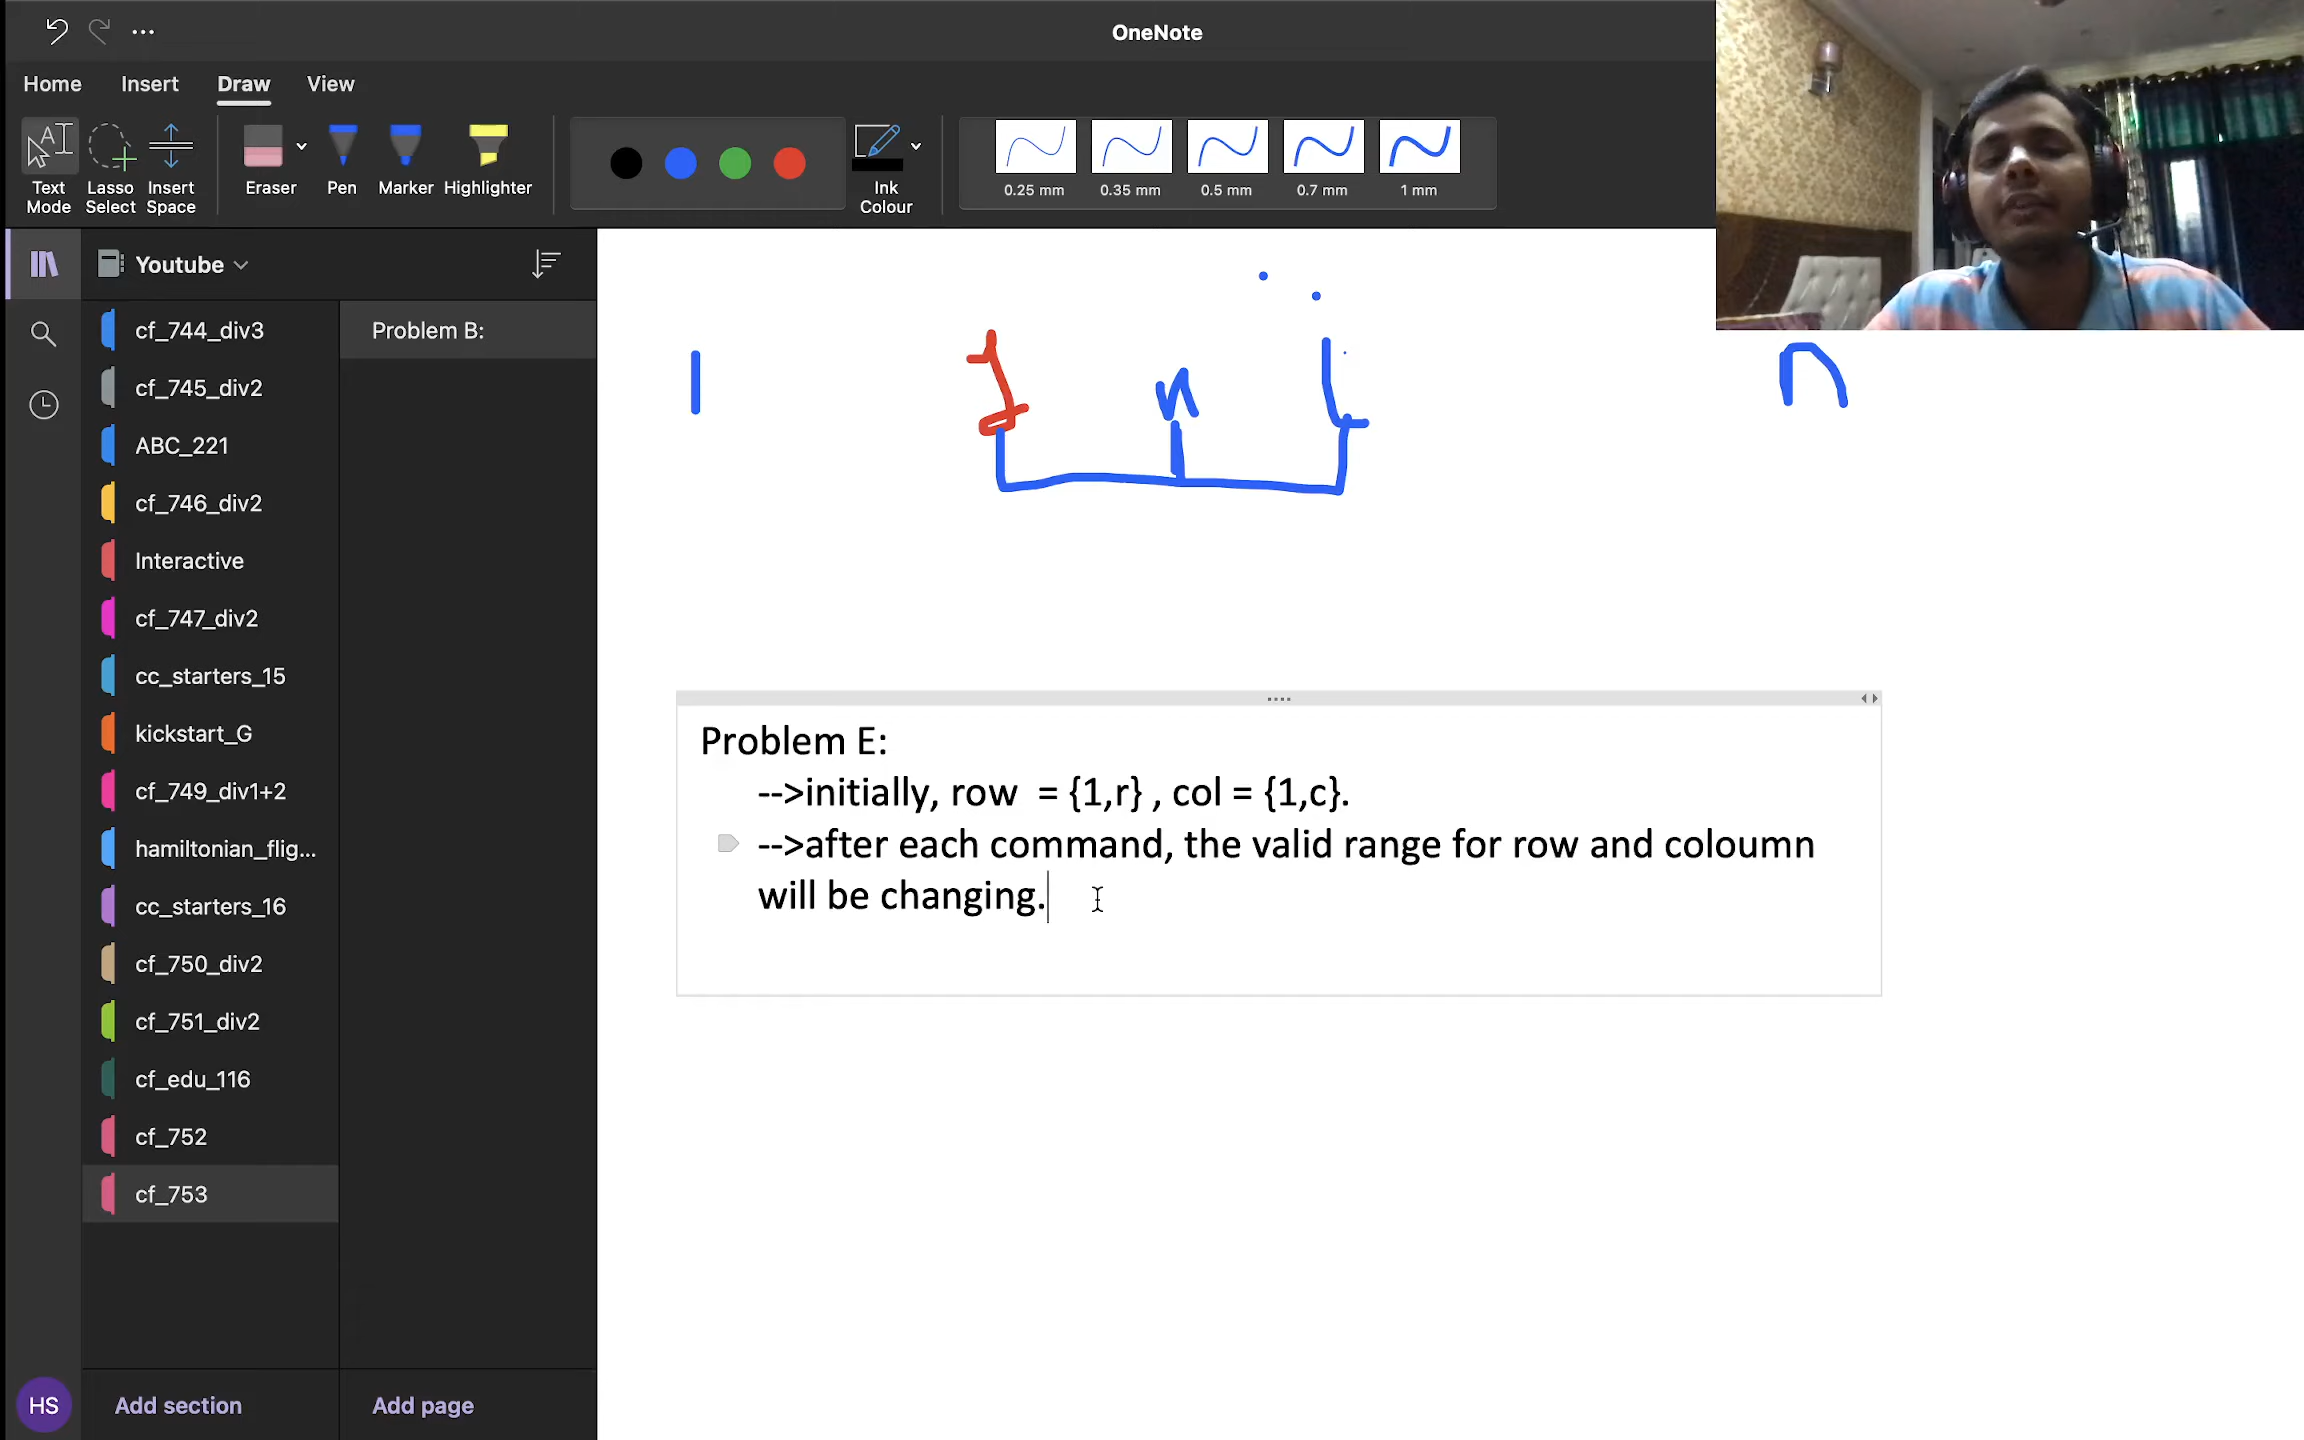 OneNote
Home Insert Draw View
Text Mode
Lasso Select
Insert Space
Eraser
Pen
Marker
Highlighter
Ink Colour
0.25 mm
0.35 mm
0.5 mm
0.7 mm
1 mm
Youtube
cf_744_div3
cf_745_div2
ABC_221
cf_746_div2
Interactive
cf_747_div2
cc_starters_15
kickstart_G
cf_749_div1+2
hamiltonian_flig...
cc_starters_16
cf_750_div2
cf_751_div2
cf_edu_116
cf_752
cf_753
Problem B:
1 n n
Problem E:
-->initially, row = {1,r} , col = {1,c}.
-->after each command, the valid range for row and coloumn
will be changing.
HS
Add section
Add page